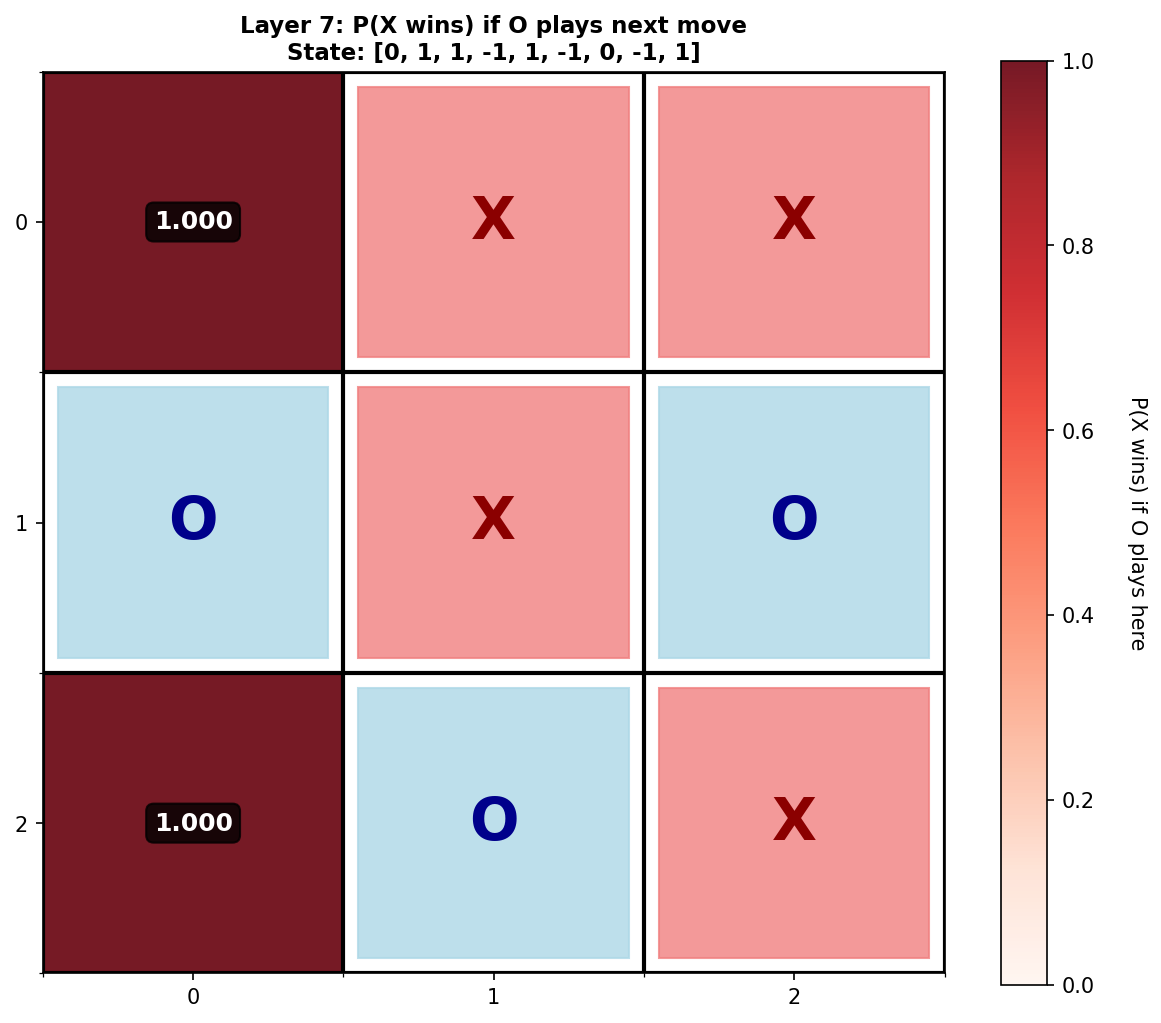 Layer 7: P(X wins) if O plays next move
State: [0, 1, 1, -1, 1, -1, 0, -1, 1]
0
1.000
X
X
1
O
X
O
2
1.000
O
X
0
1
2
1.0
0.8
0.6
0.4
0.2
0.0
P(X wins) if O plays here